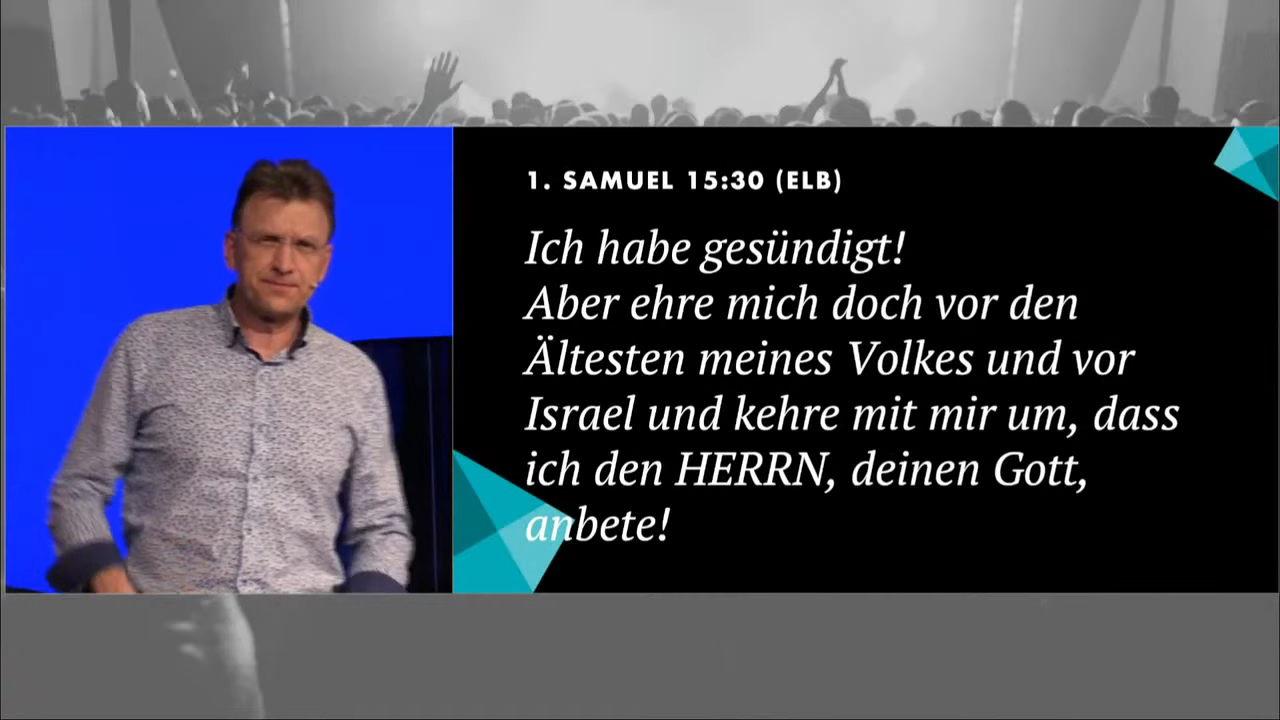 1. SAMUEL 15:30 (ELB)
Ich habe gesündigt!
Aber ehre mich doch vor den
Ältesten meines Volkes und vor
Israel und kehre mit mir um, dass
ich den HERRN, deinen Gott,
anbete!